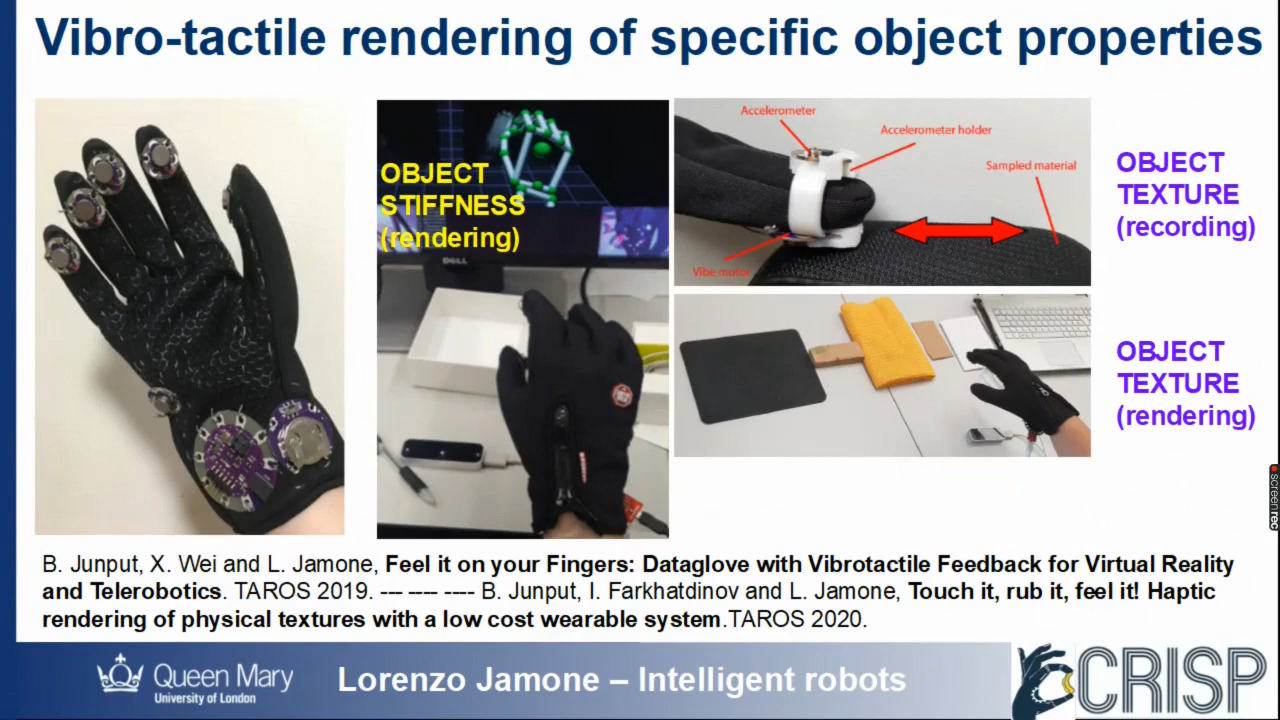 Vibro-tactile rendering of specific object properties
OBJECT
STIFFNESS
(rendering)
DELL
Accelerometer
Accelerometer holder
Sampled material
Vibe motor
OBJECT
TEXTURE
(recording)
OBJECT
TEXTURE
(rendering)
B. Junput, X. Wei and L. Jamone, Feel it on your Fingers: Dataglove with Vibrotactile Feedback for Virtual Reality
and Telerobotics. TAROS 2019. --- ---- ---- B. Junput, I. Farkhatdinov and L. Jamone, Touch it, rub it, feel it! Haptic
rendering of physical textures with a low cost wearable system.TAROS 2020.
Queen Mary
University of London
Lorenzo Jamone – Intelligent robots
CRISP
screenrec